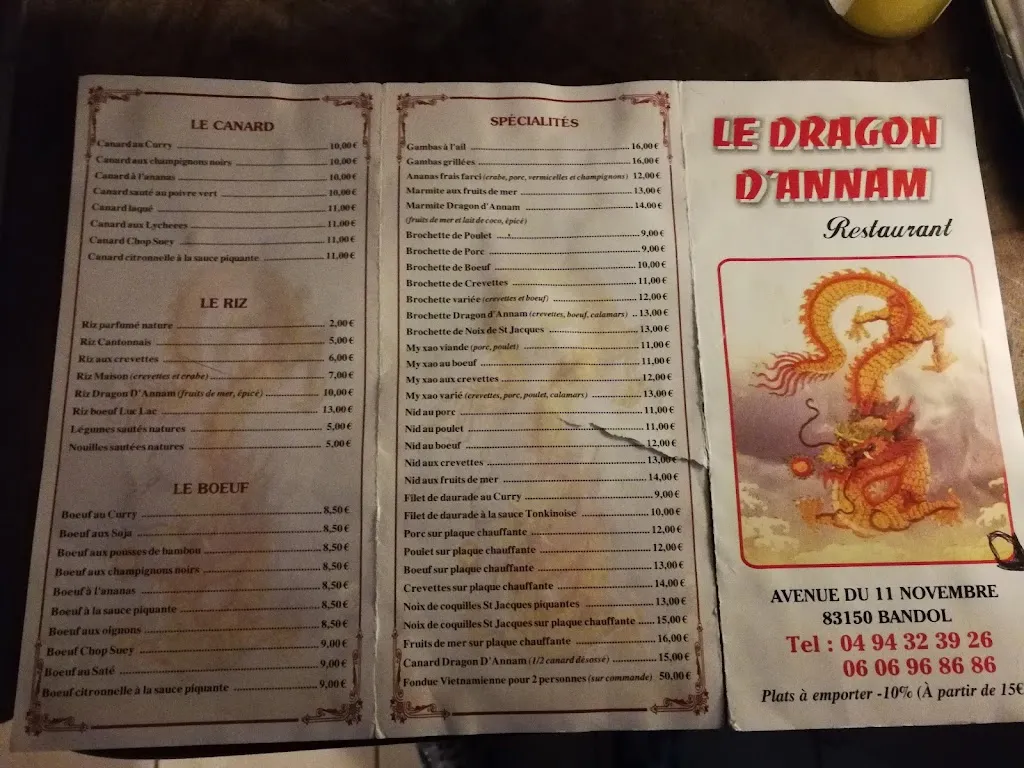 LE CANARD
Canard au Curry 10,00 €
Canard aux champignons noirs 10,00 €
Canard à l'ananas 10,00 €
Canard sauté au poivre vert 10,00 €
Canard laqué 11,00 €
Canard aux Lychees 11,00 €
Canard Chop Suey 11,00 €
Canard citronnelle à la sauce piquante 11,00 €
LE RIZ
Riz parfumé nature 2,00 €
Riz Cantonnais 5,00 €
Riz aux crevettes 6,00 €
Riz Maison (crevettes et crabe) 7,00 €
Riz Dragon D'Annam (fruits de mer, épicé) 10,00 €
Riz boeuf Luc Lac 13,00 €
Légumes sautés natures 5,00 €
Nouilles sautées natures 5,00 €
LE BOEUF
Boeuf au Curry 8,50 €
Boeuf aux Soja 8,50 €
Boeuf aux pousses de bambou 8,50 €
Boeuf aux champignons noirs 8,50 €
Boeuf à l'ananas 8,50 €
Boeuf à la sauce piquante 8,50 €
Boeuf aux oignons 8,50 €
Boeuf Chop Suey 9,00 €
Boeuf au Saté 9,00 €
Boeuf citronnelle à la sauce piquante 9,00 €
SPÉCIALITÉS
Gambas à l'ail 16,00 €
Gambas grillées 16,00 €
Ananas frais farci (crabe, porc, vermicelles et champignons) 12,00 €
Marmite aux fruits de mer 13,00 €
Marmite Dragon d'Annam 14,00 €
(fruits de mer et lait de coco, épicé)
Brochette de Poulet 9,00 €
Brochette de Porc 9,00 €
Brochette de Boeuf 10,00 €
Brochette de Crevettes 11,00 €
Brochette variée (crevettes et boeuf) 12,00 €
Brochette Dragon d'Annam (crevettes, boeuf, calamars) 13,00 €
Brochette de Noix de St Jacques 13,00 €
My xao viande (porc, poulet) 11,00 €
My xao au boeuf 11,00 €
My xao aux crevettes 12,00 €
My xao varié (crevettes, porc, poulet, calamars) 13,00 €
Nid au porc 11,00 €
Nid au poulet 11,00 €
Nid au boeuf 12,00 €
Nid aux crevettes 13,00 €
Nid aux fruits de mer 14,00 €
Filet de daurade au Curry 9,00 €
Filet de daurade à la sauce Tonkinoise 10,00 €
Porc sur plaque chauffante 12,00 €
Poulet sur plaque chauffante 12,00 €
Boeuf sur plaque chauffante 13,00 €
Crevettes sur plaque chauffante 14,00 €
Noix de coquilles St Jacques piquantes 13,00 €
Noix de coquilles St Jacques sur plaque chauffante 15,00 €
Fruits de mer sur plaque chauffante 16,00 €
Canard Dragon D'Annam (1/2 canard désossé) 15,00 €
Fondue Vietnamienne pour 2 personnes (sur commande) 50,00 €
LE DRAGON
D'ANNAM
Restaurant
AVENUE DU 11 NOVEMBRE
83150 BANDOL
Tel : 04 94 32 39 26
06 06 96 86 86
Plats à emporter -10% (À partir de 15€